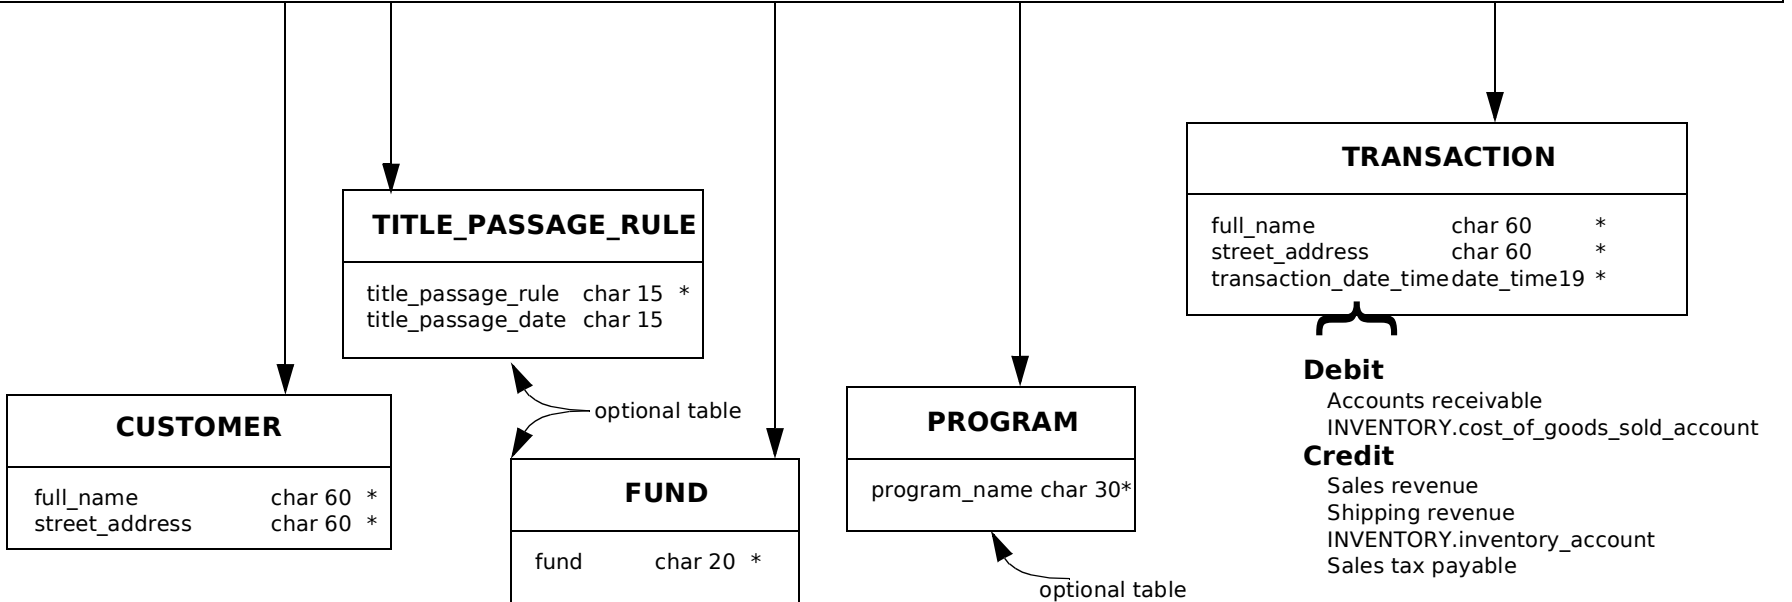 TRANSACTION
full_name char 60 *
street_address char 60 *
transaction_date_time date_time19 *
TITLE_PASSAGE_RULE
title_passage_rule char 15 *
title_passage_date char 15
Debit
Accounts receivable
INVENTORY.cost_of_goods_sold_account
Credit
Sales revenue
Shipping revenue
INVENTORY.inventory_account
Sales tax payable
optional table
CUSTOMER
full_name char 60 *
street_address char 60 *
FUND
fund char 20 *
PROGRAM
program_name char 30*
optional table